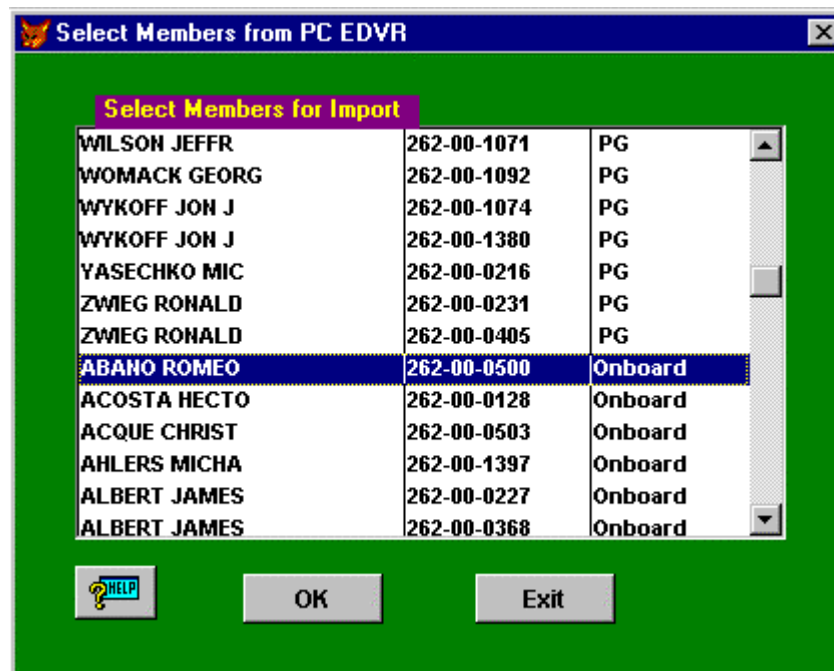 Select Members from PC EDVR
Select Members for Import
WILSON JEFFR 262-00-1071 PG
WOMACK GEORG 262-00-1092 PG
WYKOFF JON J 262-00-1074 PG
WYKOFF JON J 262-00-1380 PG
YASECHKO MIC 262-00-0216 PG
ZWIEG RONALD 262-00-0231 PG
ZWIEG RONALD 262-00-0405 PG
ABANO ROMEO 262-00-0500 Onboard
ACOSTA HECTO 262-00-0128 Onboard
ACQUE CHRIST 262-00-0503 Onboard
AHLERS MICHA 262-00-1397 Onboard
ALBERT JAMES 262-00-0227 Onboard
ALBERT JAMES 262-00-0368 Onboard
HELP OK Exit